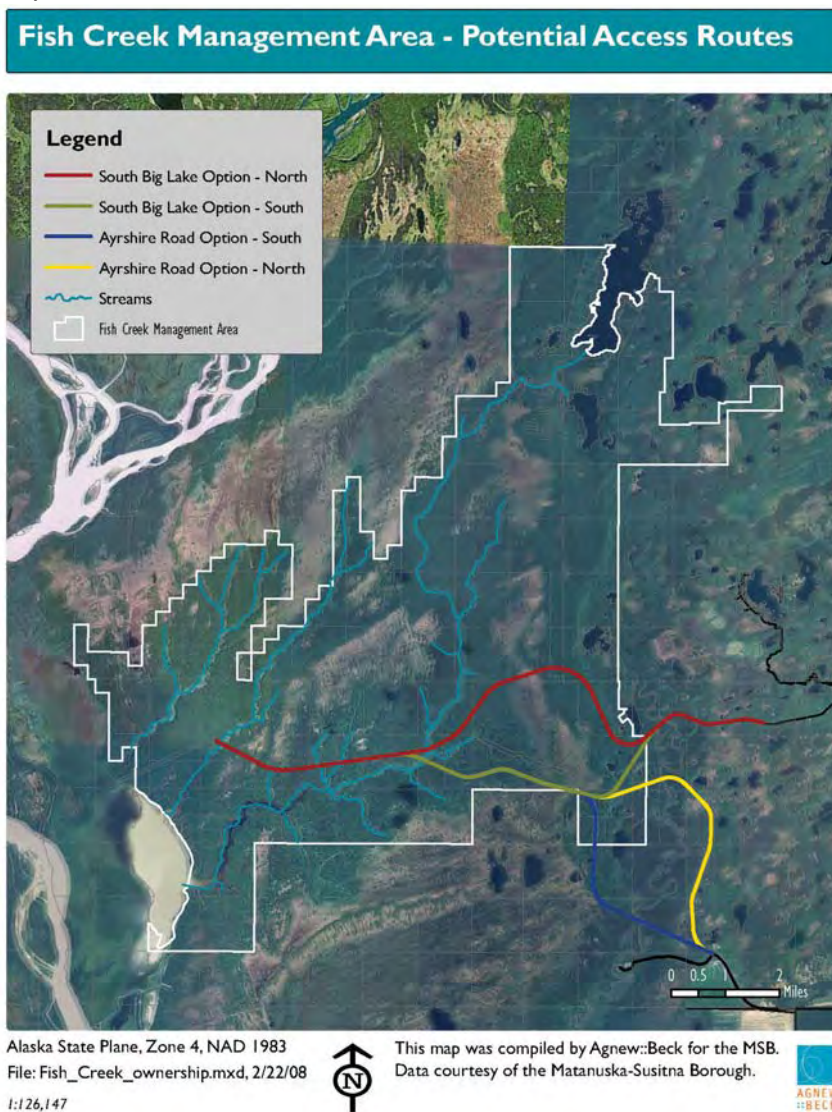 Fish Creek Management Area - Potential Access Routes
Legend
South Big Lake Option - North
South Big Lake Option - South
Ayrshire Road Option - South
Ayrshire Road Option - North
Streams
Fish Creek Management Area
0 0.5 1 2
Miles
Alaska State Plane, Zone 4, NAD 1983
File: Fish_Creek_ownership.mxd, 2/22/08
1:126,147
N
This map was compiled by Agnew::Beck for the MSB.
Data courtesy of the Matanuska-Susitna Borough.
AGNEW
::BECK